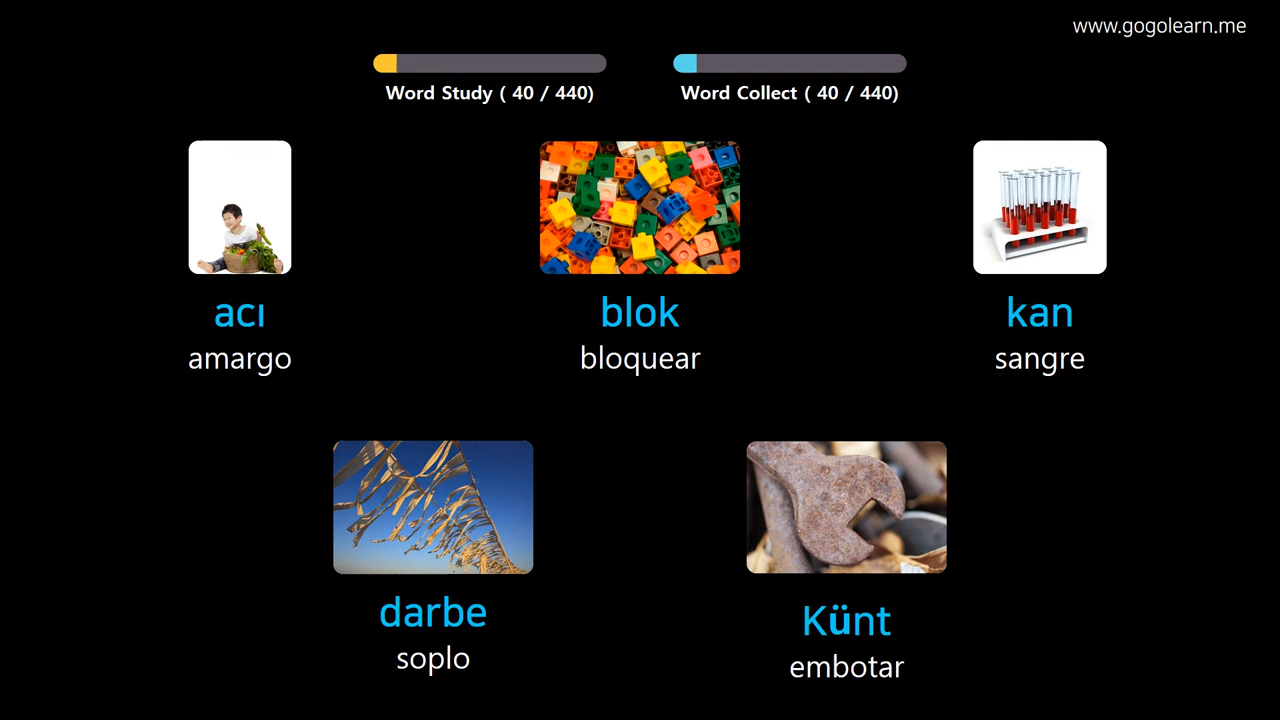 www.gogolearn.me
Word Study ( 40 / 440)
Word Collect ( 40 / 440)
acı
amargo
blok
bloquear
kan
sangre
darbe
soplo
Künt
embotar